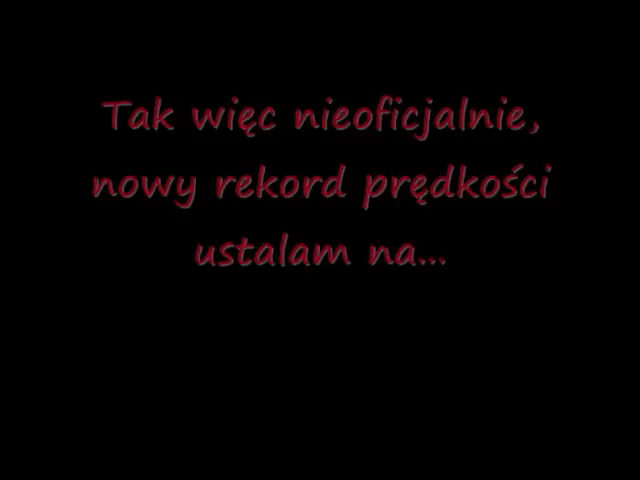 Tak więc nieoficjalnie,
nowy rekord prędkości
ustalam na...